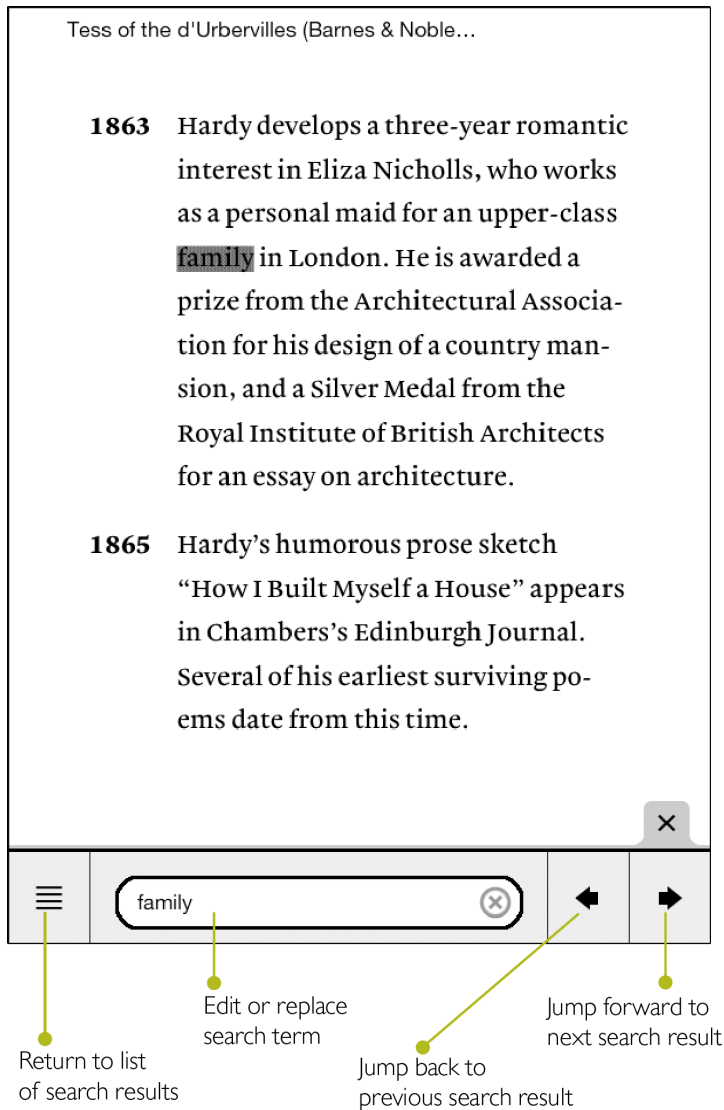 Tess of the d'Urbervilles (Barnes & Noble…
1863 Hardy develops a three-year romantic
interest in Eliza Nicholls, who works
as a personal maid for an upper-class
family in London. He is awarded a
prize from the Architectural Associa-
tion for his design of a country man-
sion, and a Silver Medal from the
Royal Institute of British Architects
for an essay on architecture.
1865 Hardy’s humorous prose sketch
“How I Built Myself a House” appears
in Chambers’s Edinburgh Journal.
Several of his earliest surviving po-
ems date from this time.
family
Edit or replace
search term
Jump forward to
next search result
Return to list
of search results
Jump back to
previous search result